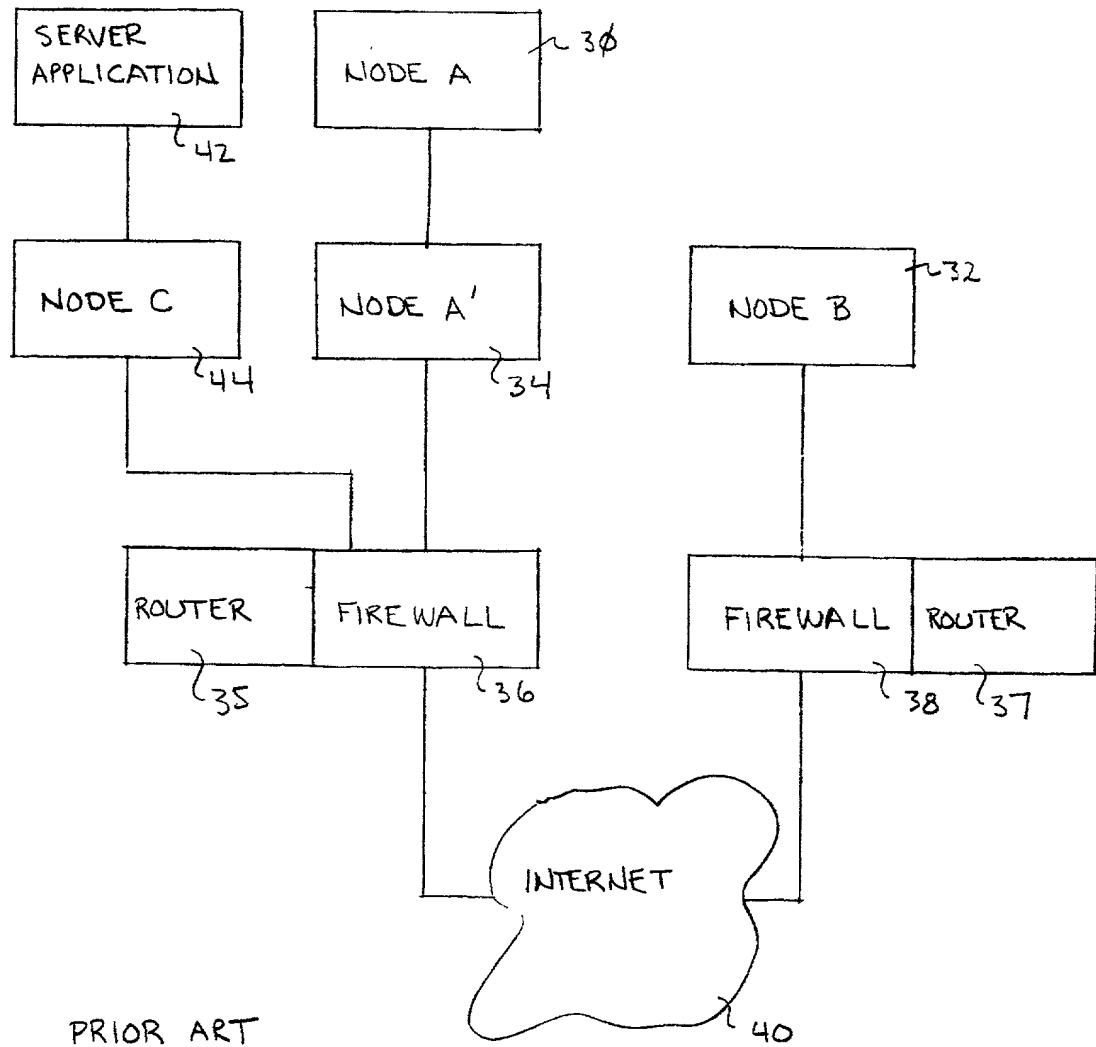 SERVER
APPLICATION
42
NODE A
3Ø
NODE C
44
NODE A'
34
NODE B
32
ROUTER
35
FIREWALL
36
FIREWALL
38
ROUTER
37
INTERNET
40
PRIOR ART